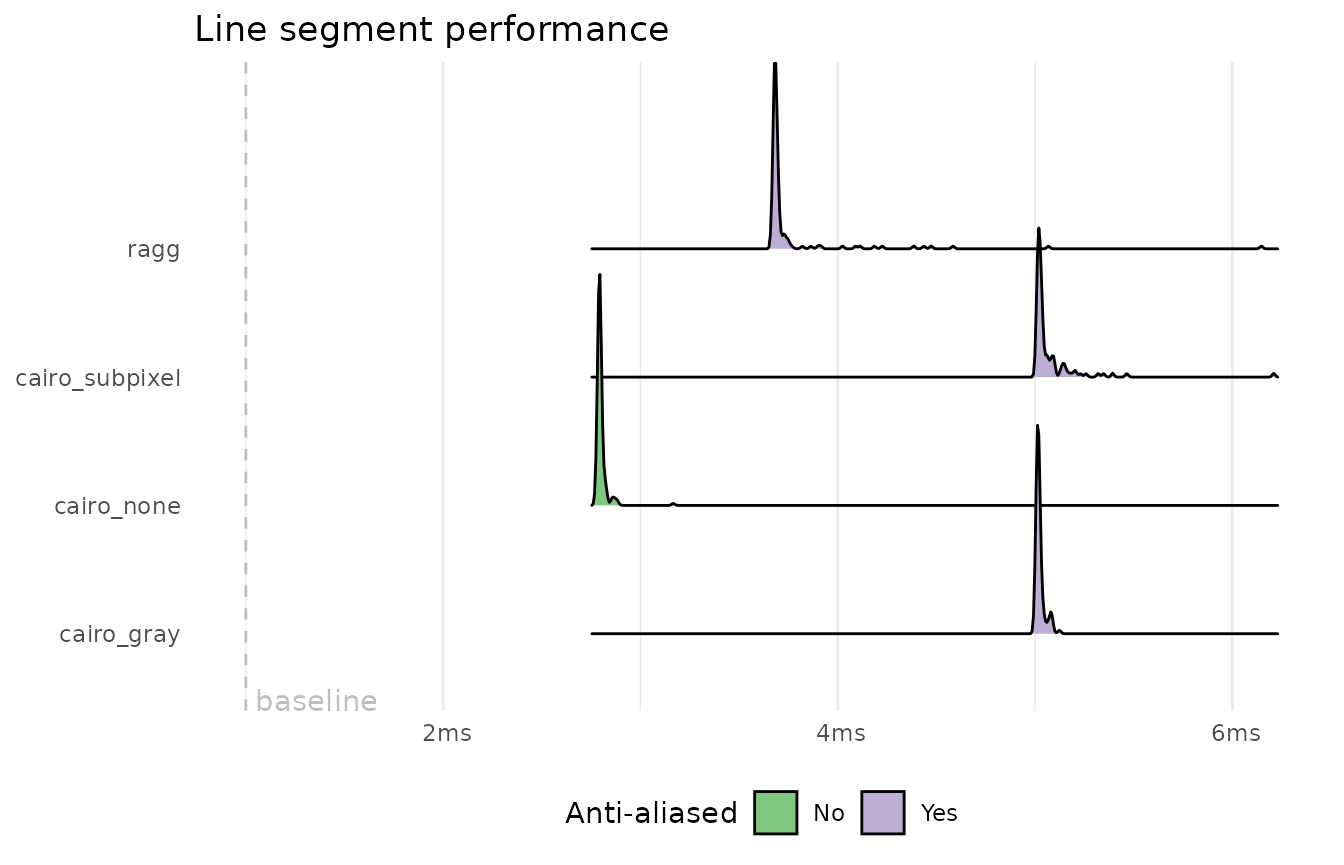 Line segment performance
ragg
cairo_subpixel
cairo_none
cairo_gray
baseline
2ms 4ms 6ms
Anti-aliased No Yes